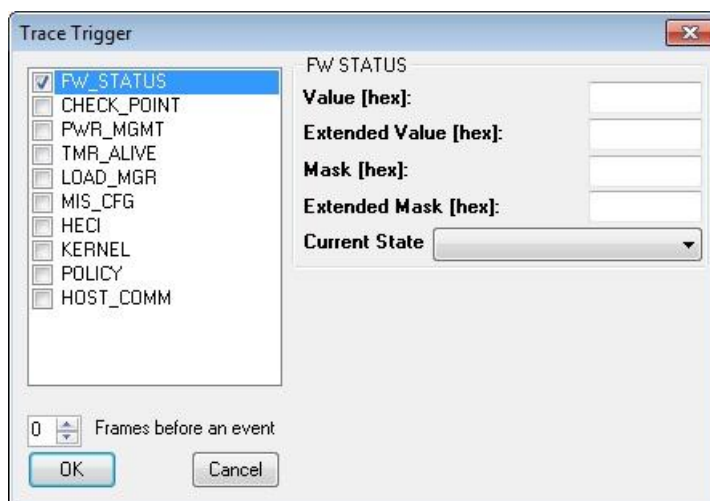 Trace Trigger
FW_STATUS
CHECK_POINT
PWR_MGMT
TMR_ALIVE
LOAD_MGR
MIS_CFG
HECI
KERNEL
POLICY
HOST_COMM
FW STATUS
Value [hex]:
Extended Value [hex]:
Mask [hex]:
Extended Mask [hex]:
Current State
0 Frames before an event
OK Cancel